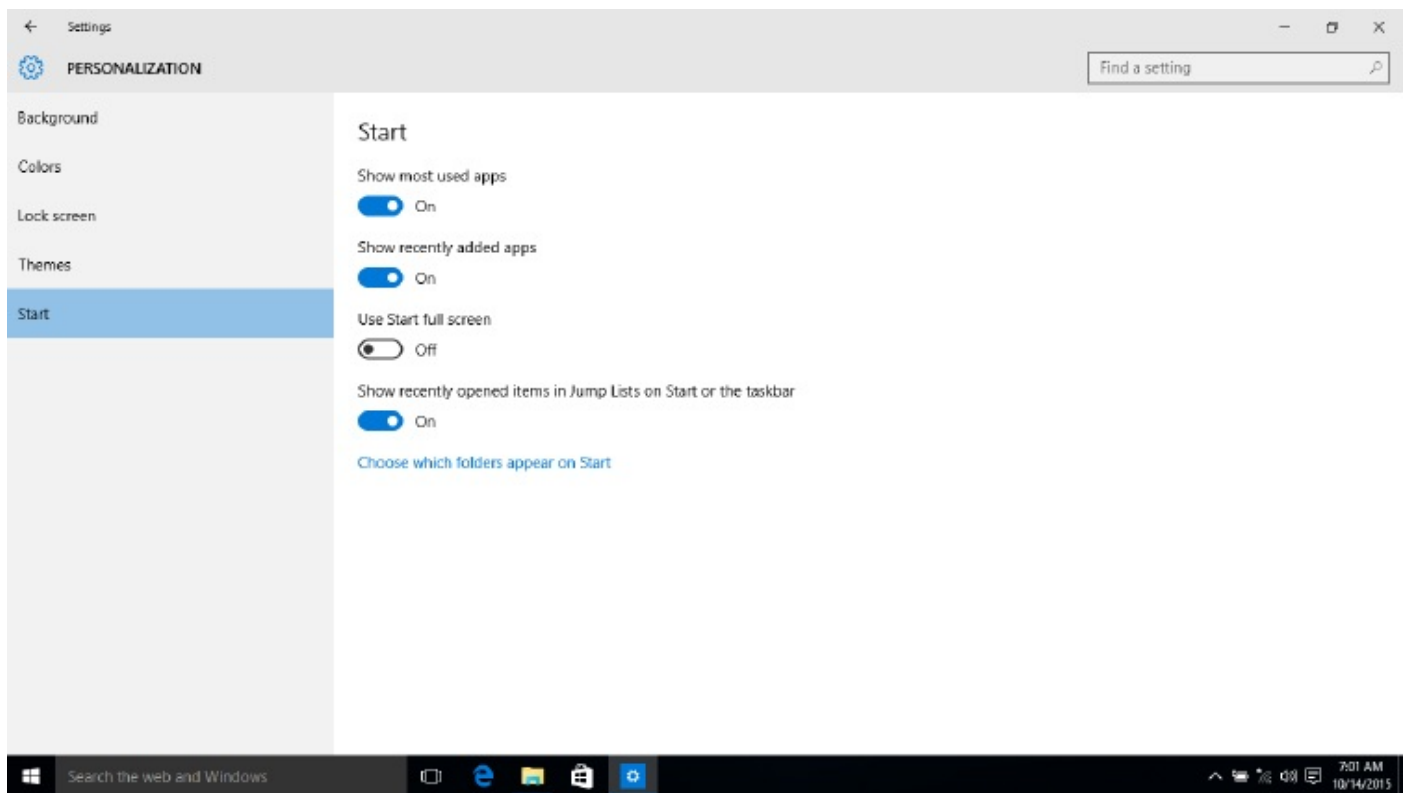 Settings
PERSONALIZATION
Find a setting
Background
Colors
Lock screen
Themes
Start
Start
Show most used apps
On
Show recently added apps
On
Use Start full screen
Off
Show recently opened items in Jump Lists on Start or the taskbar
On
Choose which folders appear on Start
Search the web and Windows
7:01 AM
10/14/2015